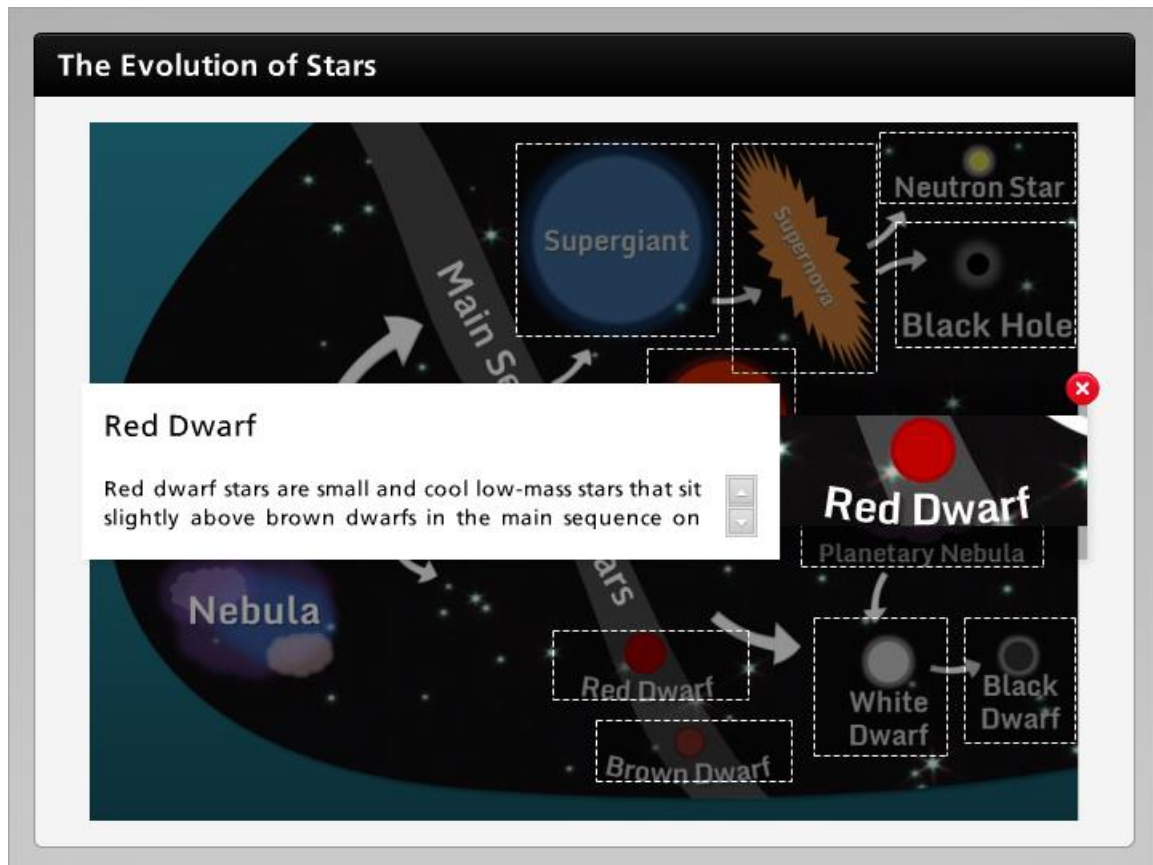 The Evolution of Stars
Neutron Star
Supergiant
Supernova
Black Hole
Main Se
Red Dwarf
Red dwarf stars are small and cool low-mass stars that sit
slightly above brown dwarfs in the main sequence on
Red Dwarf
Planetary Nebula
ars
Nebula
Red Dwarf
White
Dwarf
Black
Dwarf
Brown Dwarf